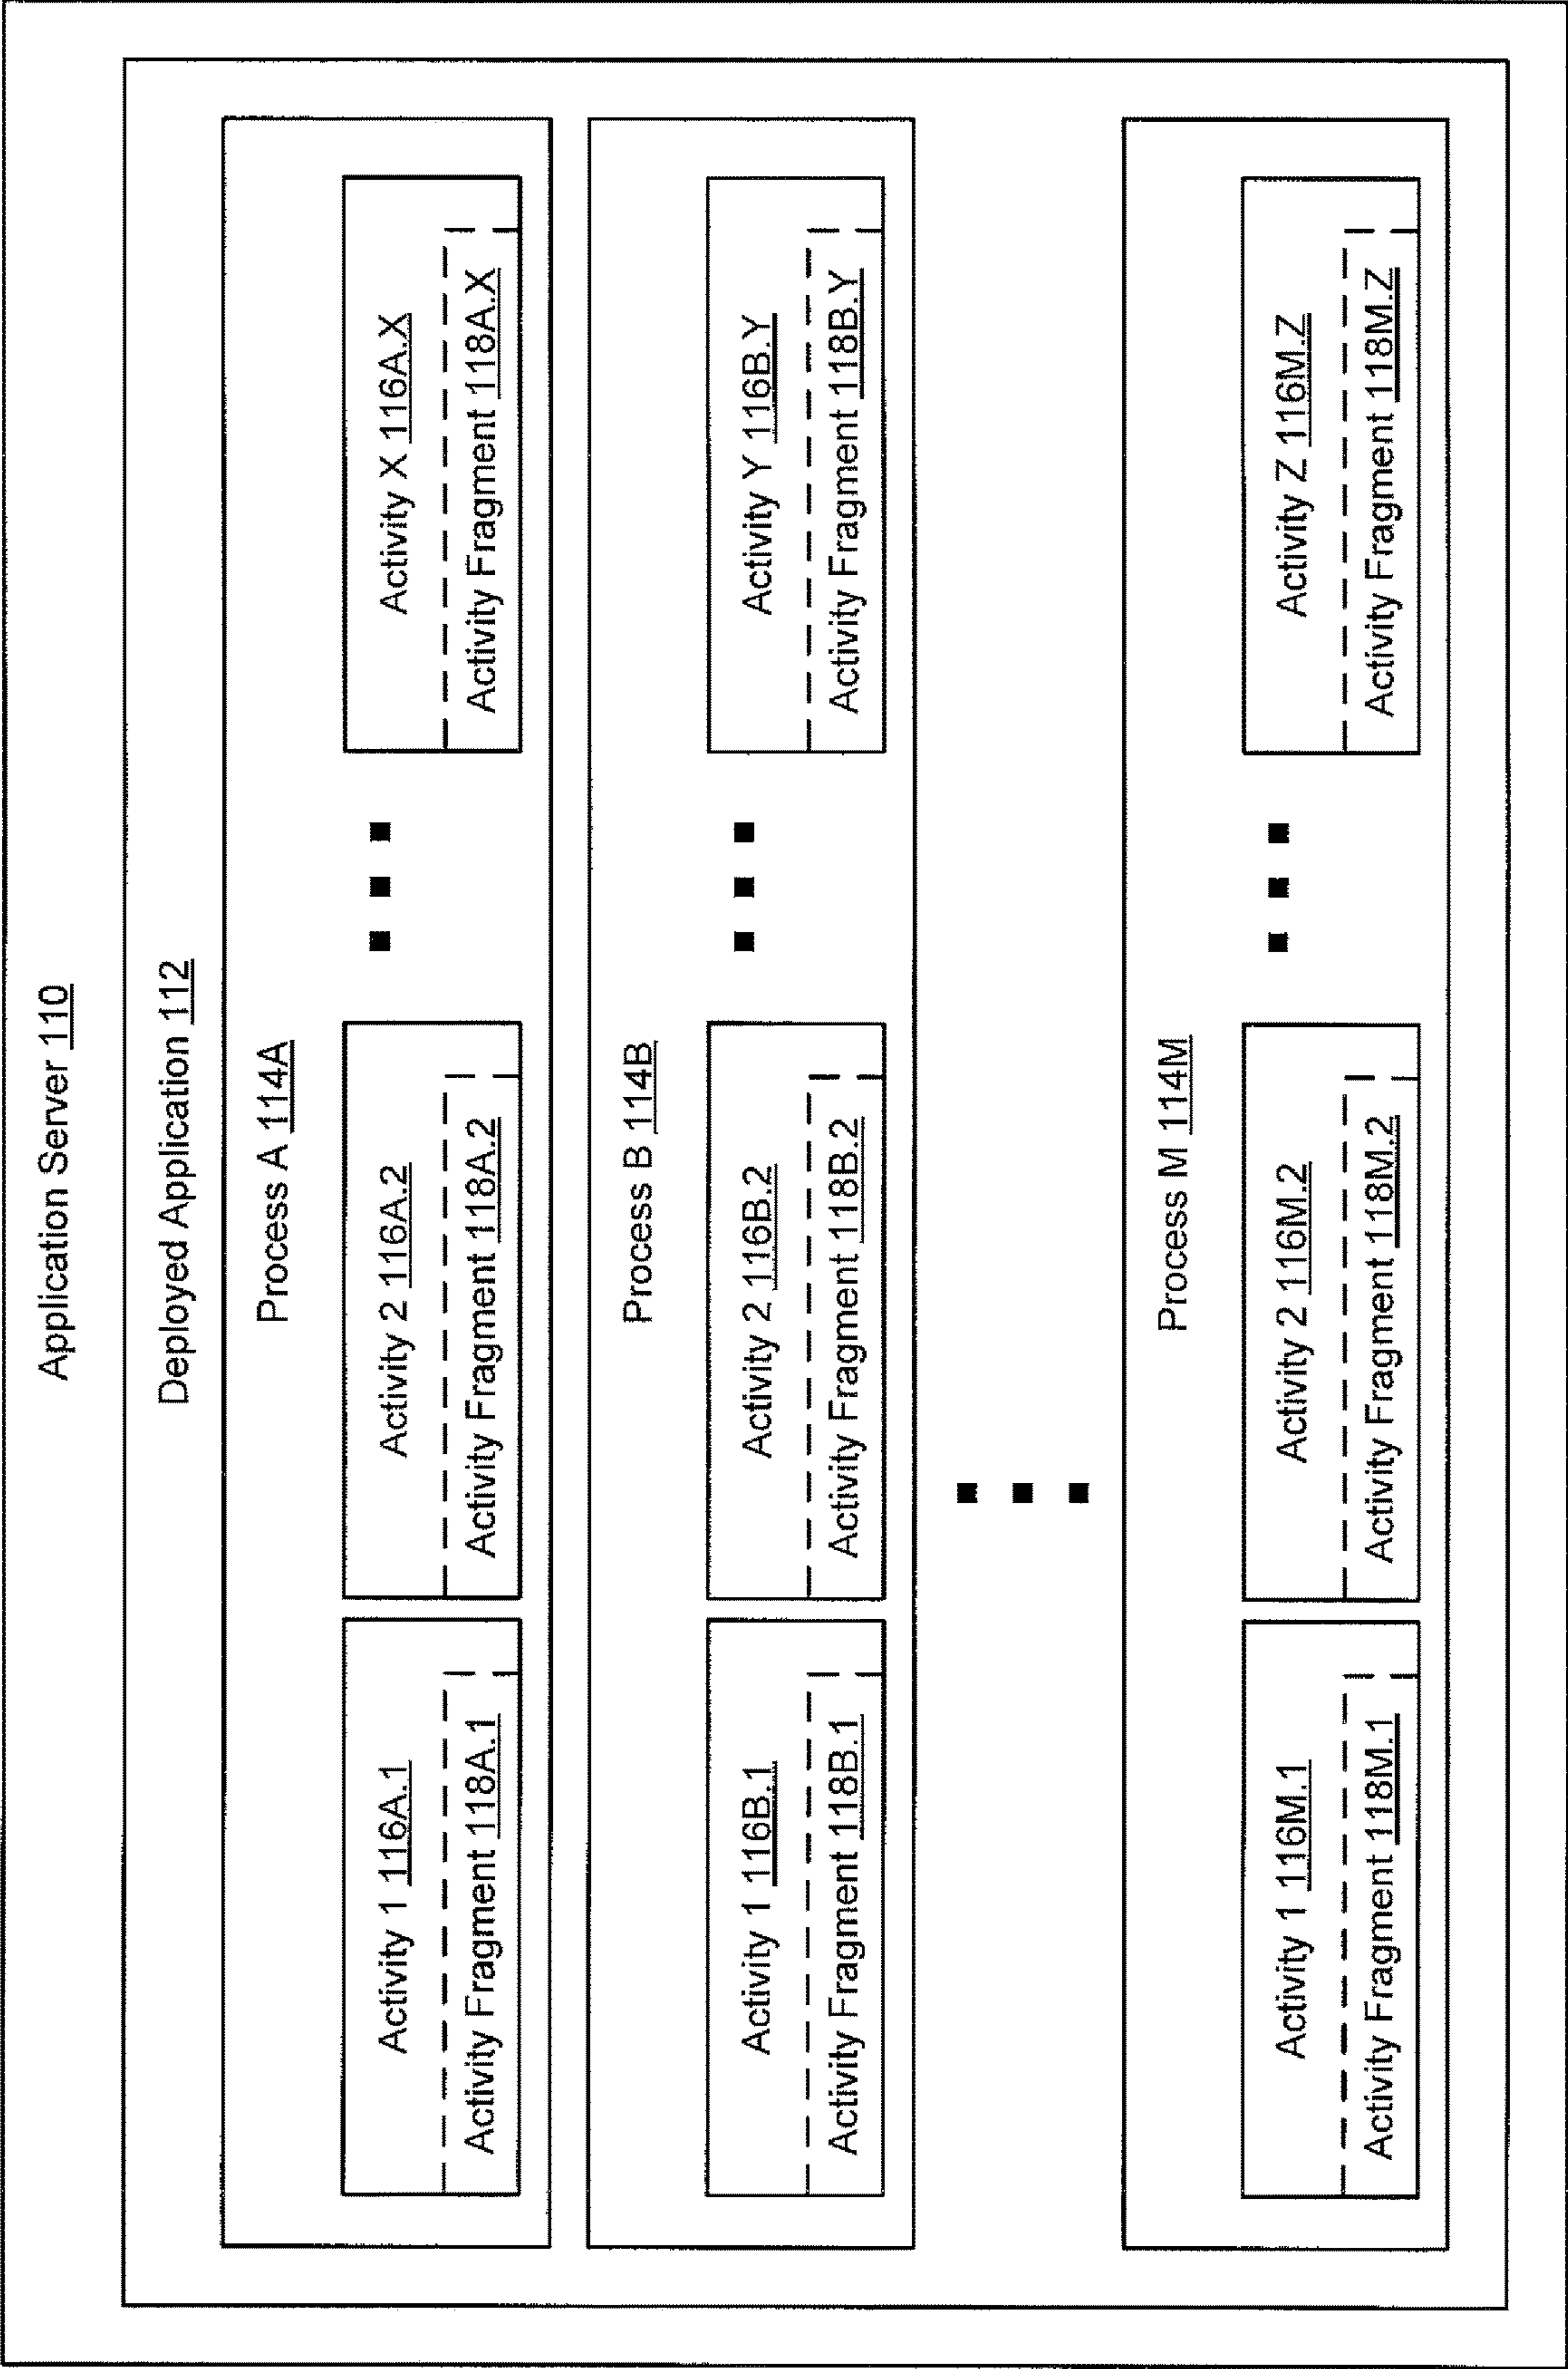 Application Server 110
Deployed Application 112
Process A 114A
Activity 1 116A.1
Activity Fragment 118A.1
Activity 2 116A.2
Activity Fragment 118A.2
Activity X 116A.X
Activity Fragment 118A.X
Process B 114B
Activity 1 116B.1
Activity Fragment 118B.1
Activity 2 116B.2
Activity Fragment 118B.2
Activity Y 116B.Y
Activity Fragment 118B.Y
Process M 114M
Activity 1 116M.1
Activity Fragment 118M.1
Activity 2 116M.2
Activity Fragment 118M.2
Activity Z 116M.Z
Activity Fragment 118M.Z